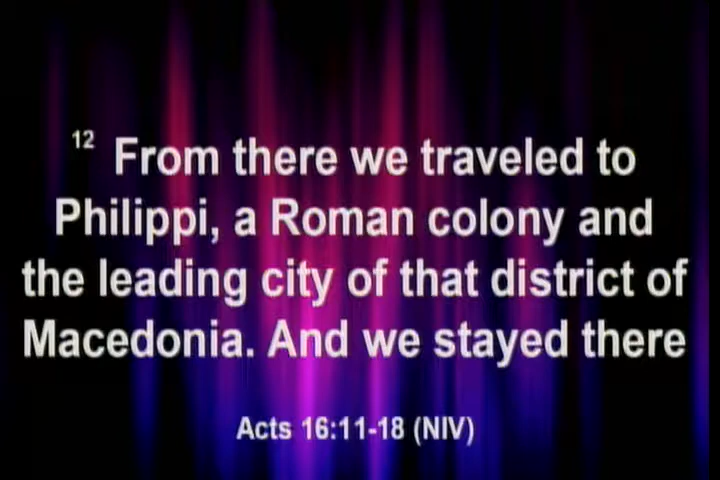 12 From there we traveled to
Philippi, a Roman colony and
the leading city of that district of
Macedonia. And we stayed there
Acts 16:11-18 (NIV)